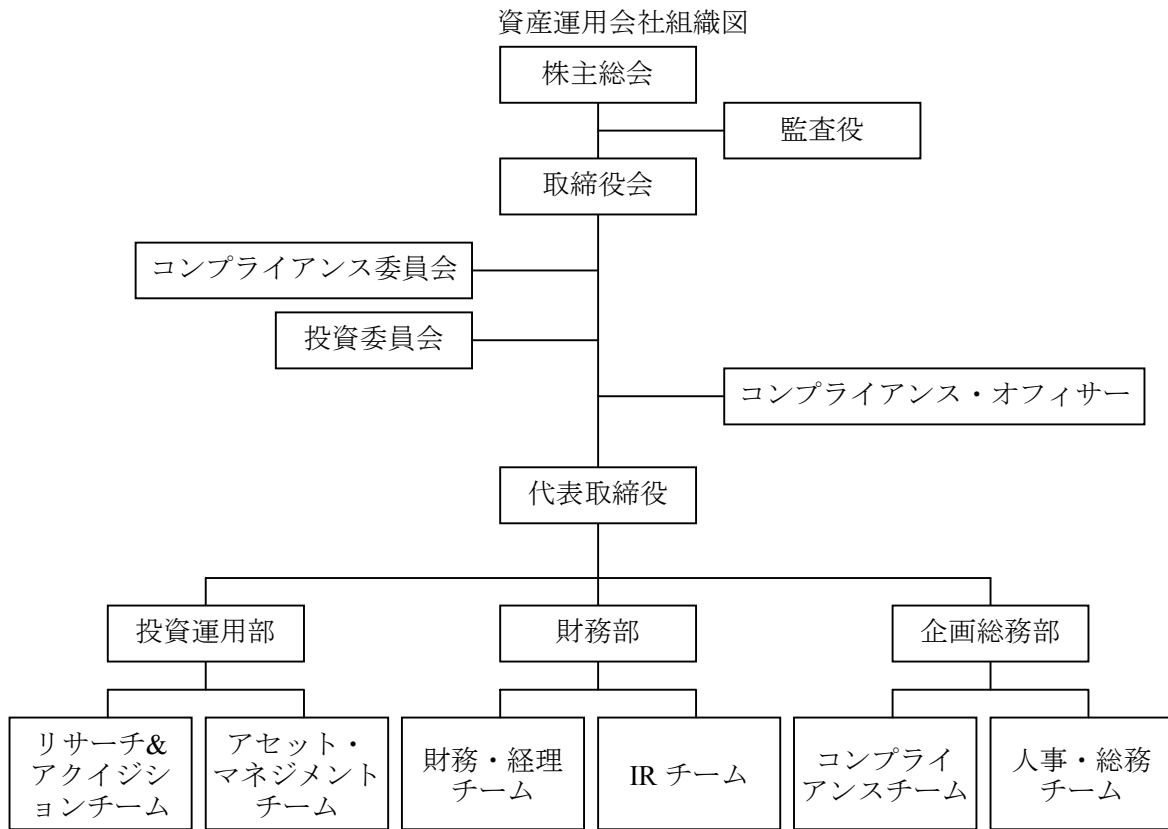 資産運用会社組織図
株主総会
監査役
取締役会
コンプライアンス委員会
投資委員会
コンプライアンス・オフィサー
代表取締役
投資運用部
財務部
企画総務部
リサーチ&
アクイジシ
ョンチーム
アセット・
マネジメント
チーム
財務・経理
チーム
IR チーム
コンプライ
アンスチーム
人事・総務
チーム